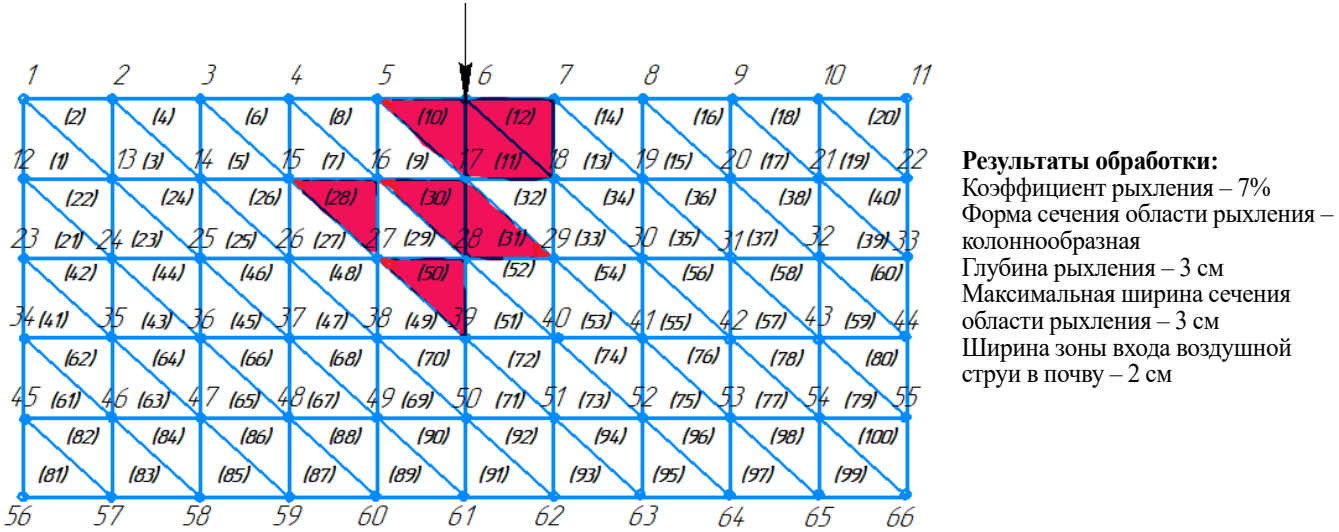 1 2 3 4 5 6 7 8 9 10 11
(2) (4) (6) (8) (10) (12) (14) (16) (18) (20)
12 (1) 13 (3) 14 (5) 15 (7) 16 (9) 17 (11) 18 (13) 19 (15) 20 (17) 21 (19) 22
(22) (24) (26) (28) (30) (32) (34) (36) (38) (40)
23 (21) 24 (23) 25 (25) 26 (27) 27 (29) 28 (31) 29 (33) 30 (35) 31 (37) 32 (39) 33
(42) (44) (46) (48) (50) (52) (54) (56) (58) (60)
34 (41) 35 (43) 36 (45) 37 (47) 38 (49) 39 (51) 40 (53) 41 (55) 42 (57) 43 (59) 44
(62) (64) (66) (68) (70) (72) (74) (76) (78) (80)
45 (61) 46 (63) 47 (65) 48 (67) 49 (69) 50 (71) 51 (73) 52 (75) 53 (77) 54 (79) 55
(82) (84) (86) (88) (90) (92) (94) (96) (98) (100)
(81) (83) (85) (87) (89) (91) (93) (95) (97) (99)
56 57 58 59 60 61 62 63 64 65 66
Результаты обработки:
Коэффициент рыхления – 7%
Форма сечения области рыхления –
колоннообразная
Глубина рыхления – 3 см
Максимальная ширина сечения
области рыхления – 3 см
Ширина зоны входа воздушной
струи в почву – 2 см